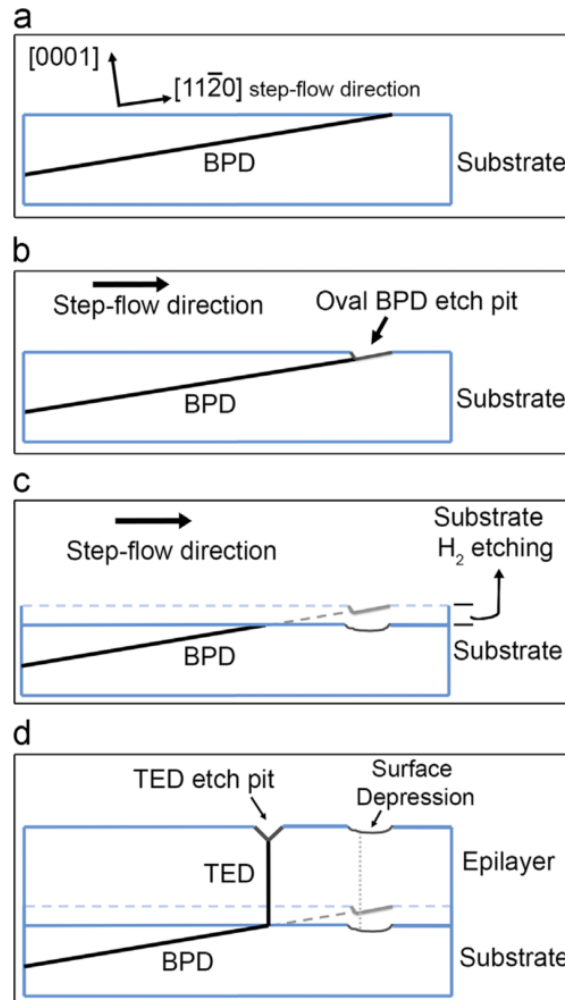 a
[0001]
[112̅0] step-flow direction
BPD
Substrate
b
Step-flow direction
Oval BPD etch pit
BPD
Substrate
c
Step-flow direction
Substrate
H₂ etching
BPD
Substrate
d
TED etch pit
Surface
Depression
TED
Epilayer
BPD
Substrate